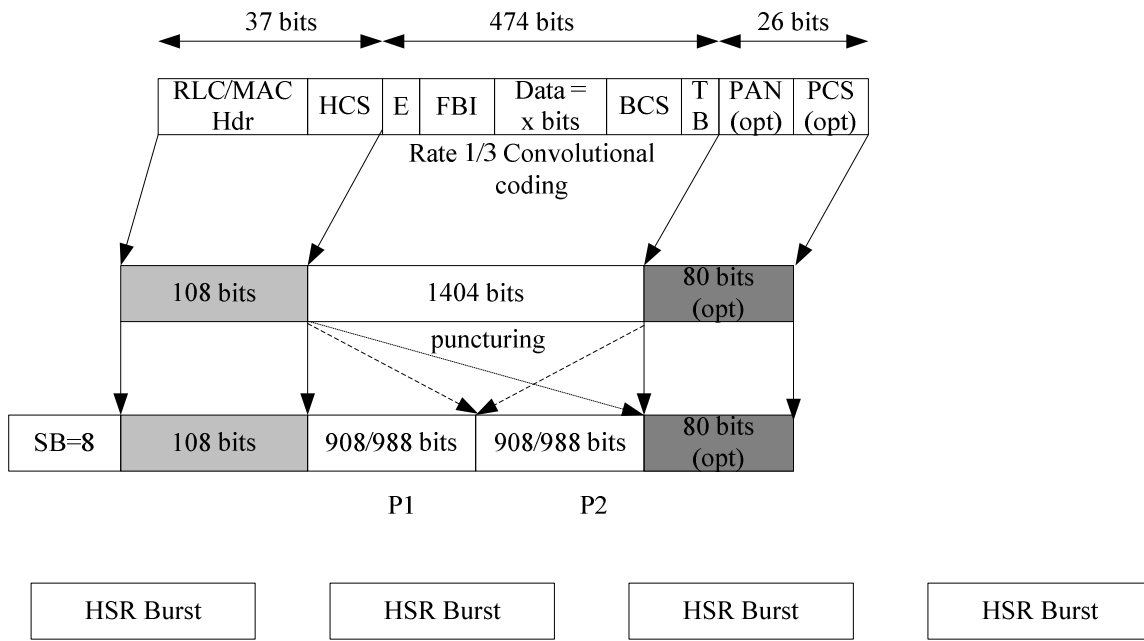 37 bits
474 bits
26 bits
RLC/MAC
Hdr
HCS
E
FBI
Data =
x bits
BCS
T
B
PAN
(opt)
PCS
(opt)
Rate 1/3 Convolutional
coding
108 bits
1404 bits
80 bits
(opt)
puncturing
SB=8
108 bits
908/988 bits
908/988 bits
80 bits
(opt)
P1
P2
HSR Burst
HSR Burst
HSR Burst
HSR Burst